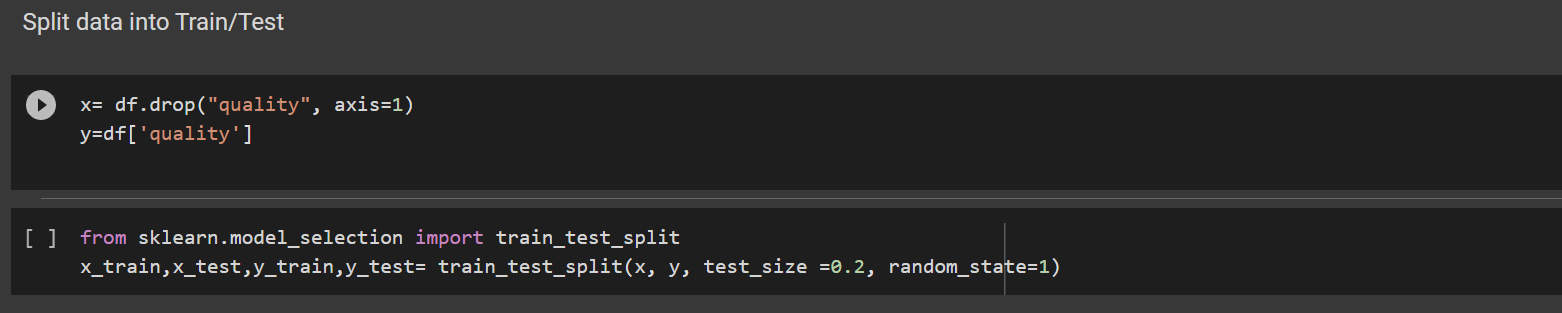 Split data into Train/Test
x= df.drop("quality", axis=1)
y=df['quality']
[ ] from sklearn.model_selection import train_test_split
x_train,x_test,y_train,y_test= train_test_split(x, y, test_size =0.2, random_state=1)